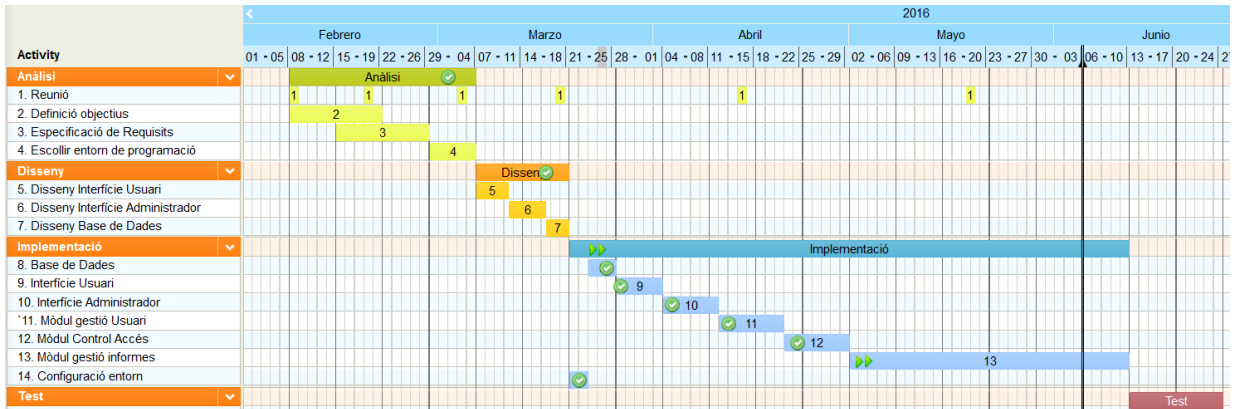 2016
Febrero Marzo Abril Mayo Junio
Activity 01 - 05 08 - 12 15 - 19 22 - 26 29 - 04 07 - 11 14 - 18 21 - 25 28 - 01 04 - 08 11 - 15 18 - 22 25 - 29 02 - 06 09 - 13 16 - 20 23 - 27 30 - 03 06 - 10 13 - 17 20 - 24
Anàlisi Anàlisi
1. Reunió 1 1 1 1 1 1
2. Definició objectius 2
3. Especificació de Requisits 3
4. Escollir entorn de programació 4
Disseny Dissen
5. Disseny Interfície Usuari 5
6. Disseny Interfície Administrador 6
7. Disseny Base de Dades 7
Implementació Implementació
8. Base de Dades
9. Interfície Usuari 9
10. Interfície Administrador 10
`11. Mòdul gestió Usuari 11
12. Mòdul Control Accés 12
13. Mòdul gestió informes 13
14. Configuració entorn
Test Test